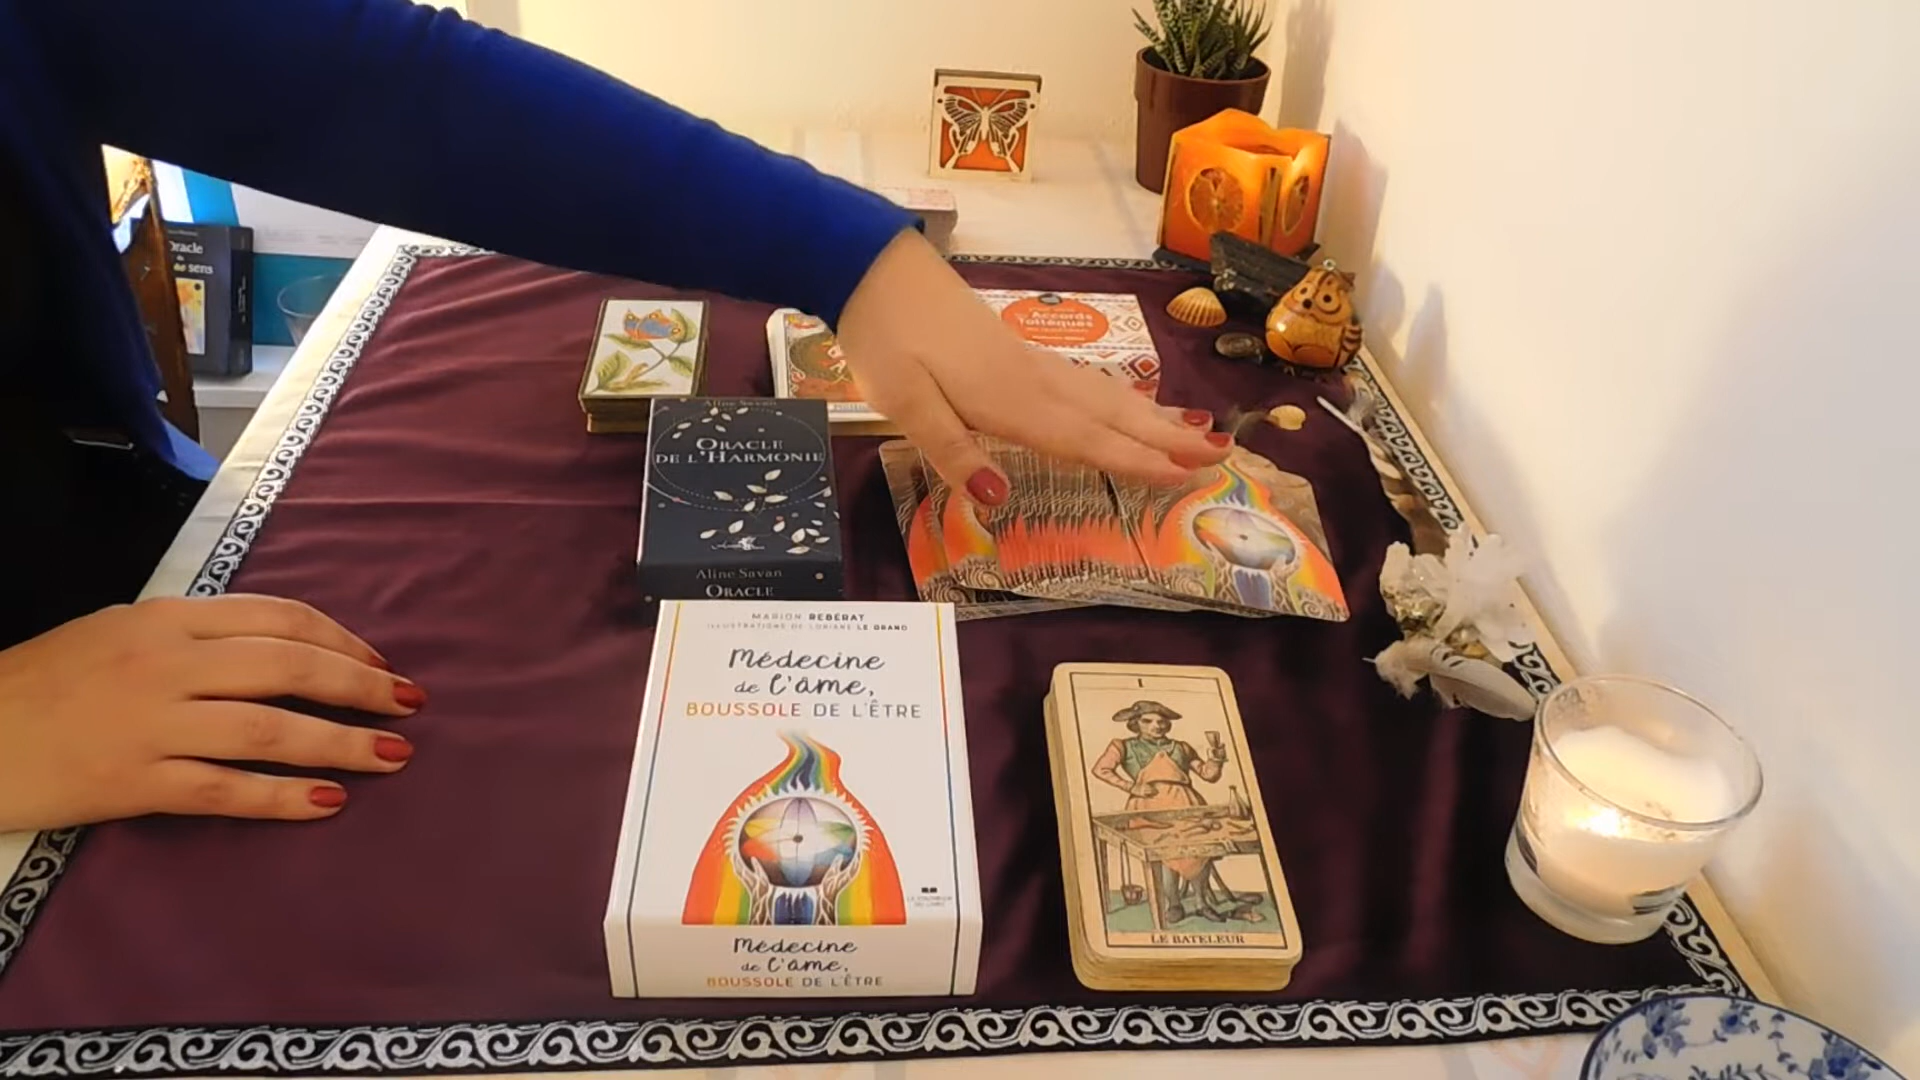 Oracle
sens
Accords
Toltèques
Aline Savan
ORACLE
DE L'HARMONIE
Aline Savan
ORACLE
MARION REBÉRAT
ILLUSTRATIONS DE LORIANE LE GRAND
Médecine
de l'âme,
BOUSSOLE DE L'ÊTRE
Médecine
de l'âme,
BOUSSOLE DE L'ÊTRE
I
LE BATELEUR